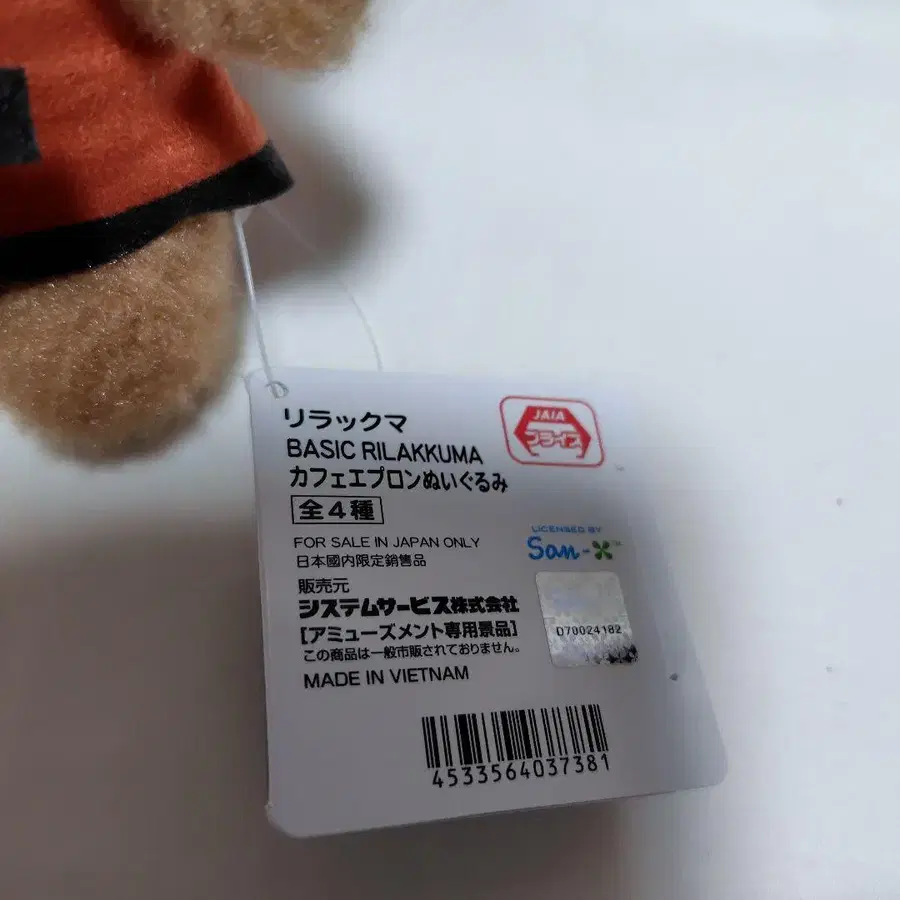 リラックマ
BASIC RILAKKUMA
カフェエプロンぬいぐるみ
全4種
JAIA
プライズ
FOR SALE IN JAPAN ONLY
日本國内限定銷售品
LICENSED BY
San-X™
販売元
システムサービス株式会社
[アミューズメント専用景品]
この商品は一般市販されておりません。
MADE IN VIETNAM
D70024182
4533564037381